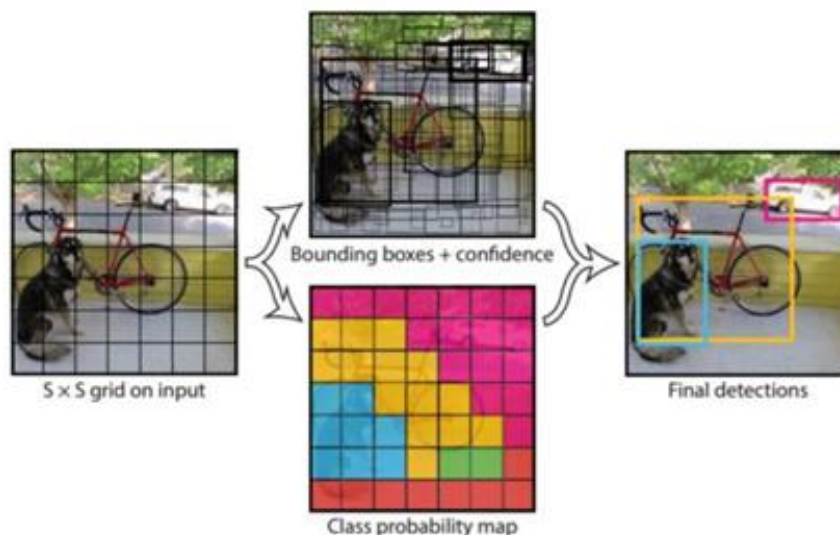 Bounding boxes + confidence
S × S grid on input
Final detections
Class probability map